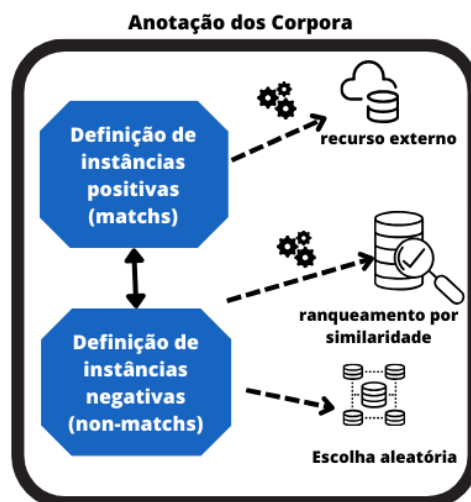 Anotação dos Corpora
Definição de
instâncias
positivas
(matchs)
recurso externo
ranqueamento por
similaridade
Definição de
instâncias
negativas
(non-matchs)
Escolha aleatória